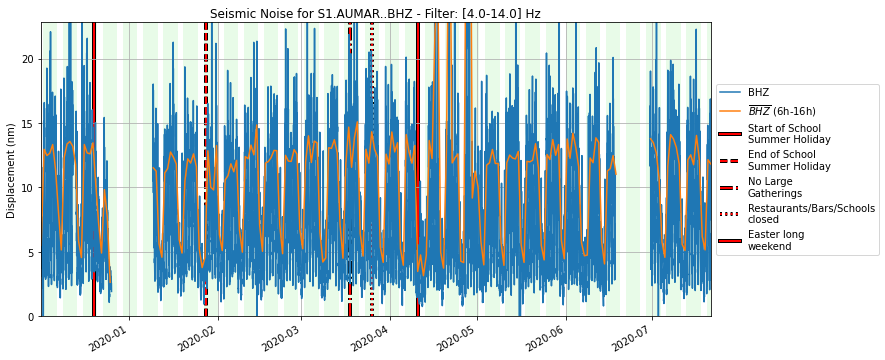 Seismic Noise for S1.AUMAR..BHZ - Filter: [4.0-14.0] Hz
Displacement (nm)
20
15
10
5
0
2020-01
2020-02
2020-03
2020-04
2020-05
2020-06
2020-07
BHZ
BHZ (6h-16h)
Start of School
Summer Holiday
End of School
Summer Holiday
No Large
Gatherings
Restaurants/Bars/Schools
closed
Easter long
weekend